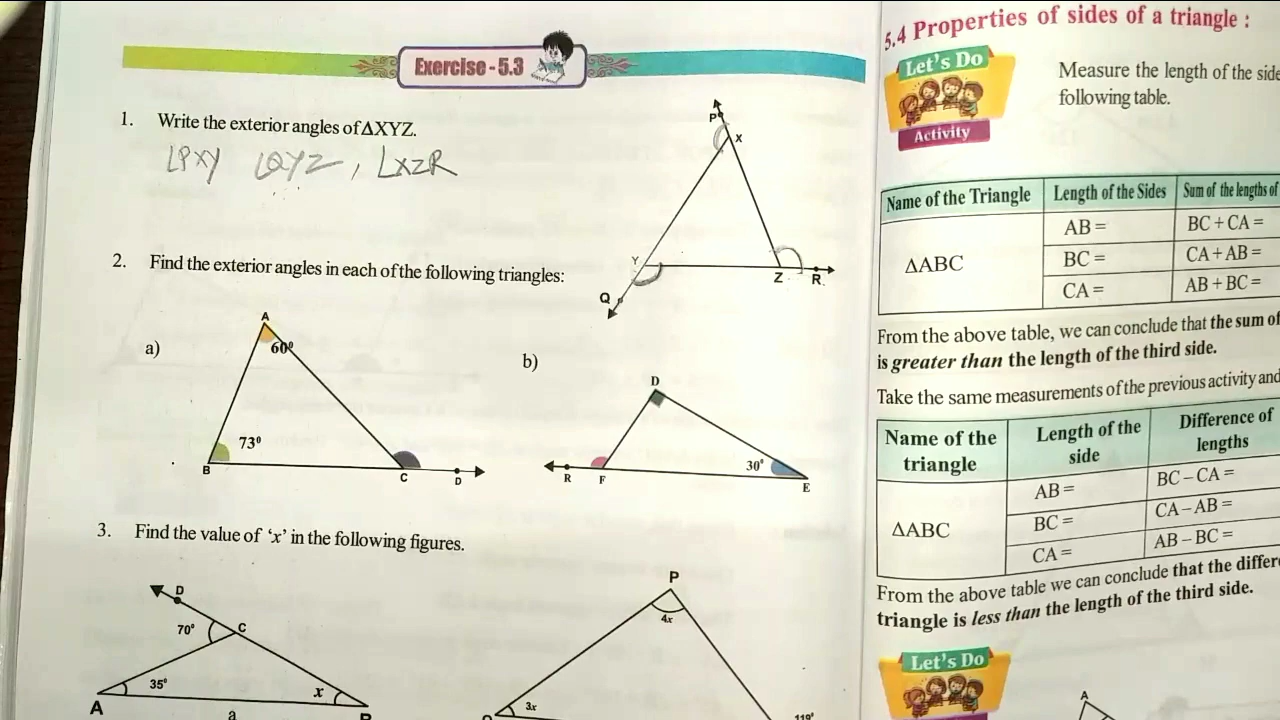 Exercise - 5.3
1. Write the exterior angles of ΔXYZ.
∠PXY ∠QYZ, ∠XZR
P
X
Y
Z
R
Q
2. Find the exterior angles in each of the following triangles:
a)
A
60⁰
73⁰
B
C
D
b)
D
30⁰
R
F
E
3. Find the value of ‘x’ in the following figures.
D
70⁰
C
35⁰
x
A
a
P
4x
3x
110⁰
5.4 Properties of sides of a triangle :
Let's Do
Activity
Measure the length of the side
following table.
Name of the Triangle Length of the Sides Sum of the lengths of
ΔABC
AB = BC + CA =
BC = CA + AB =
CA = AB + BC =
From the above table, we can conclude that the sum of
is greater than the length of the third side.
Take the same measurements of the previous activity and
Name of the triangle Length of the side Difference of lengths
ΔABC
AB = BC – CA =
BC = CA – AB =
CA = AB – BC =
From the above table we can conclude that the differe
triangle is less than the length of the third side.
Let's Do
A